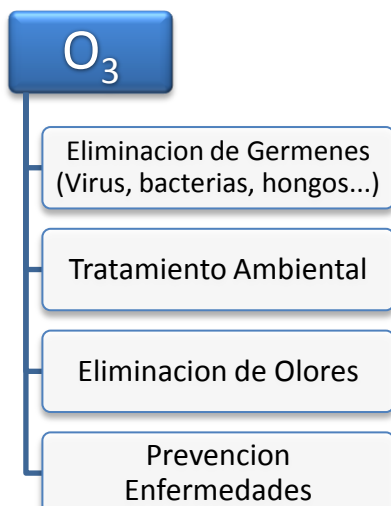 O₃
Eliminacion de Germenes
(Virus, bacterias, hongos...)
Tratamiento Ambiental
Eliminacion de Olores
Prevencion
Enfermedades